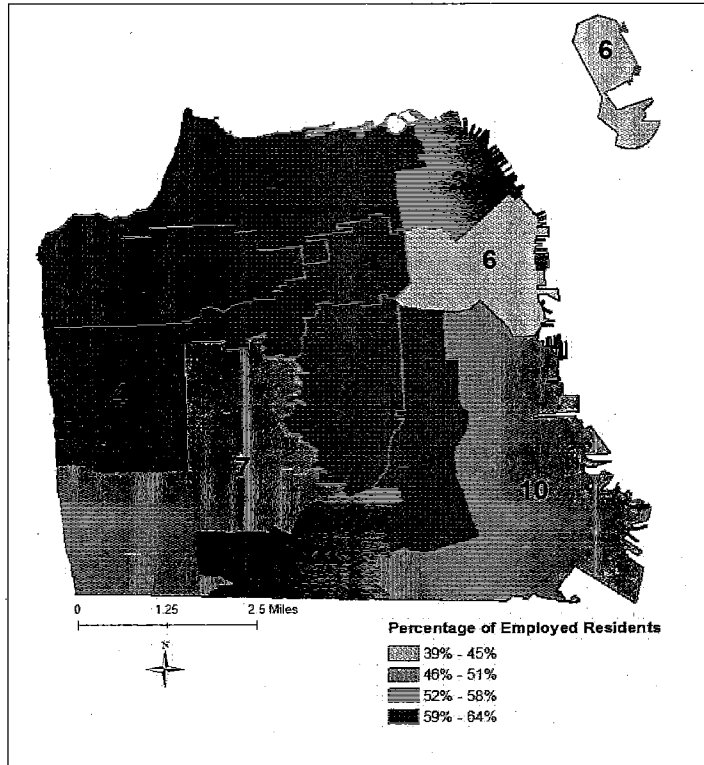 6
6
7
10
0 1.25 2.5 Miles
N
Percentage of Employed Residents
39% - 45%
46% - 51%
52% - 58%
59% - 64%